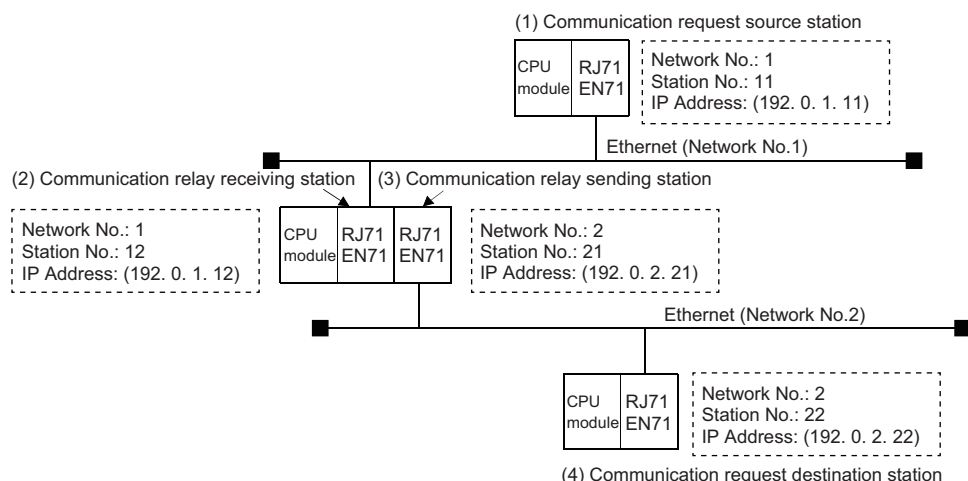 (1) Communication request source station
CPU
module
RJ71
EN71
Network No.: 1
Station No.: 11
IP Address: (192. 0. 1. 11)
Ethernet (Network No.1)
(2) Communication relay receiving station
(3) Communication relay sending station
Network No.: 1
Station No.: 12
IP Address: (192. 0. 1. 12)
CPU
module
RJ71
EN71
RJ71
EN71
Network No.: 2
Station No.: 21
IP Address: (192. 0. 2. 21)
Ethernet (Network No.2)
CPU
module
RJ71
EN71
Network No.: 2
Station No.: 22
IP Address: (192. 0. 2. 22)
(4) Communication request destination station